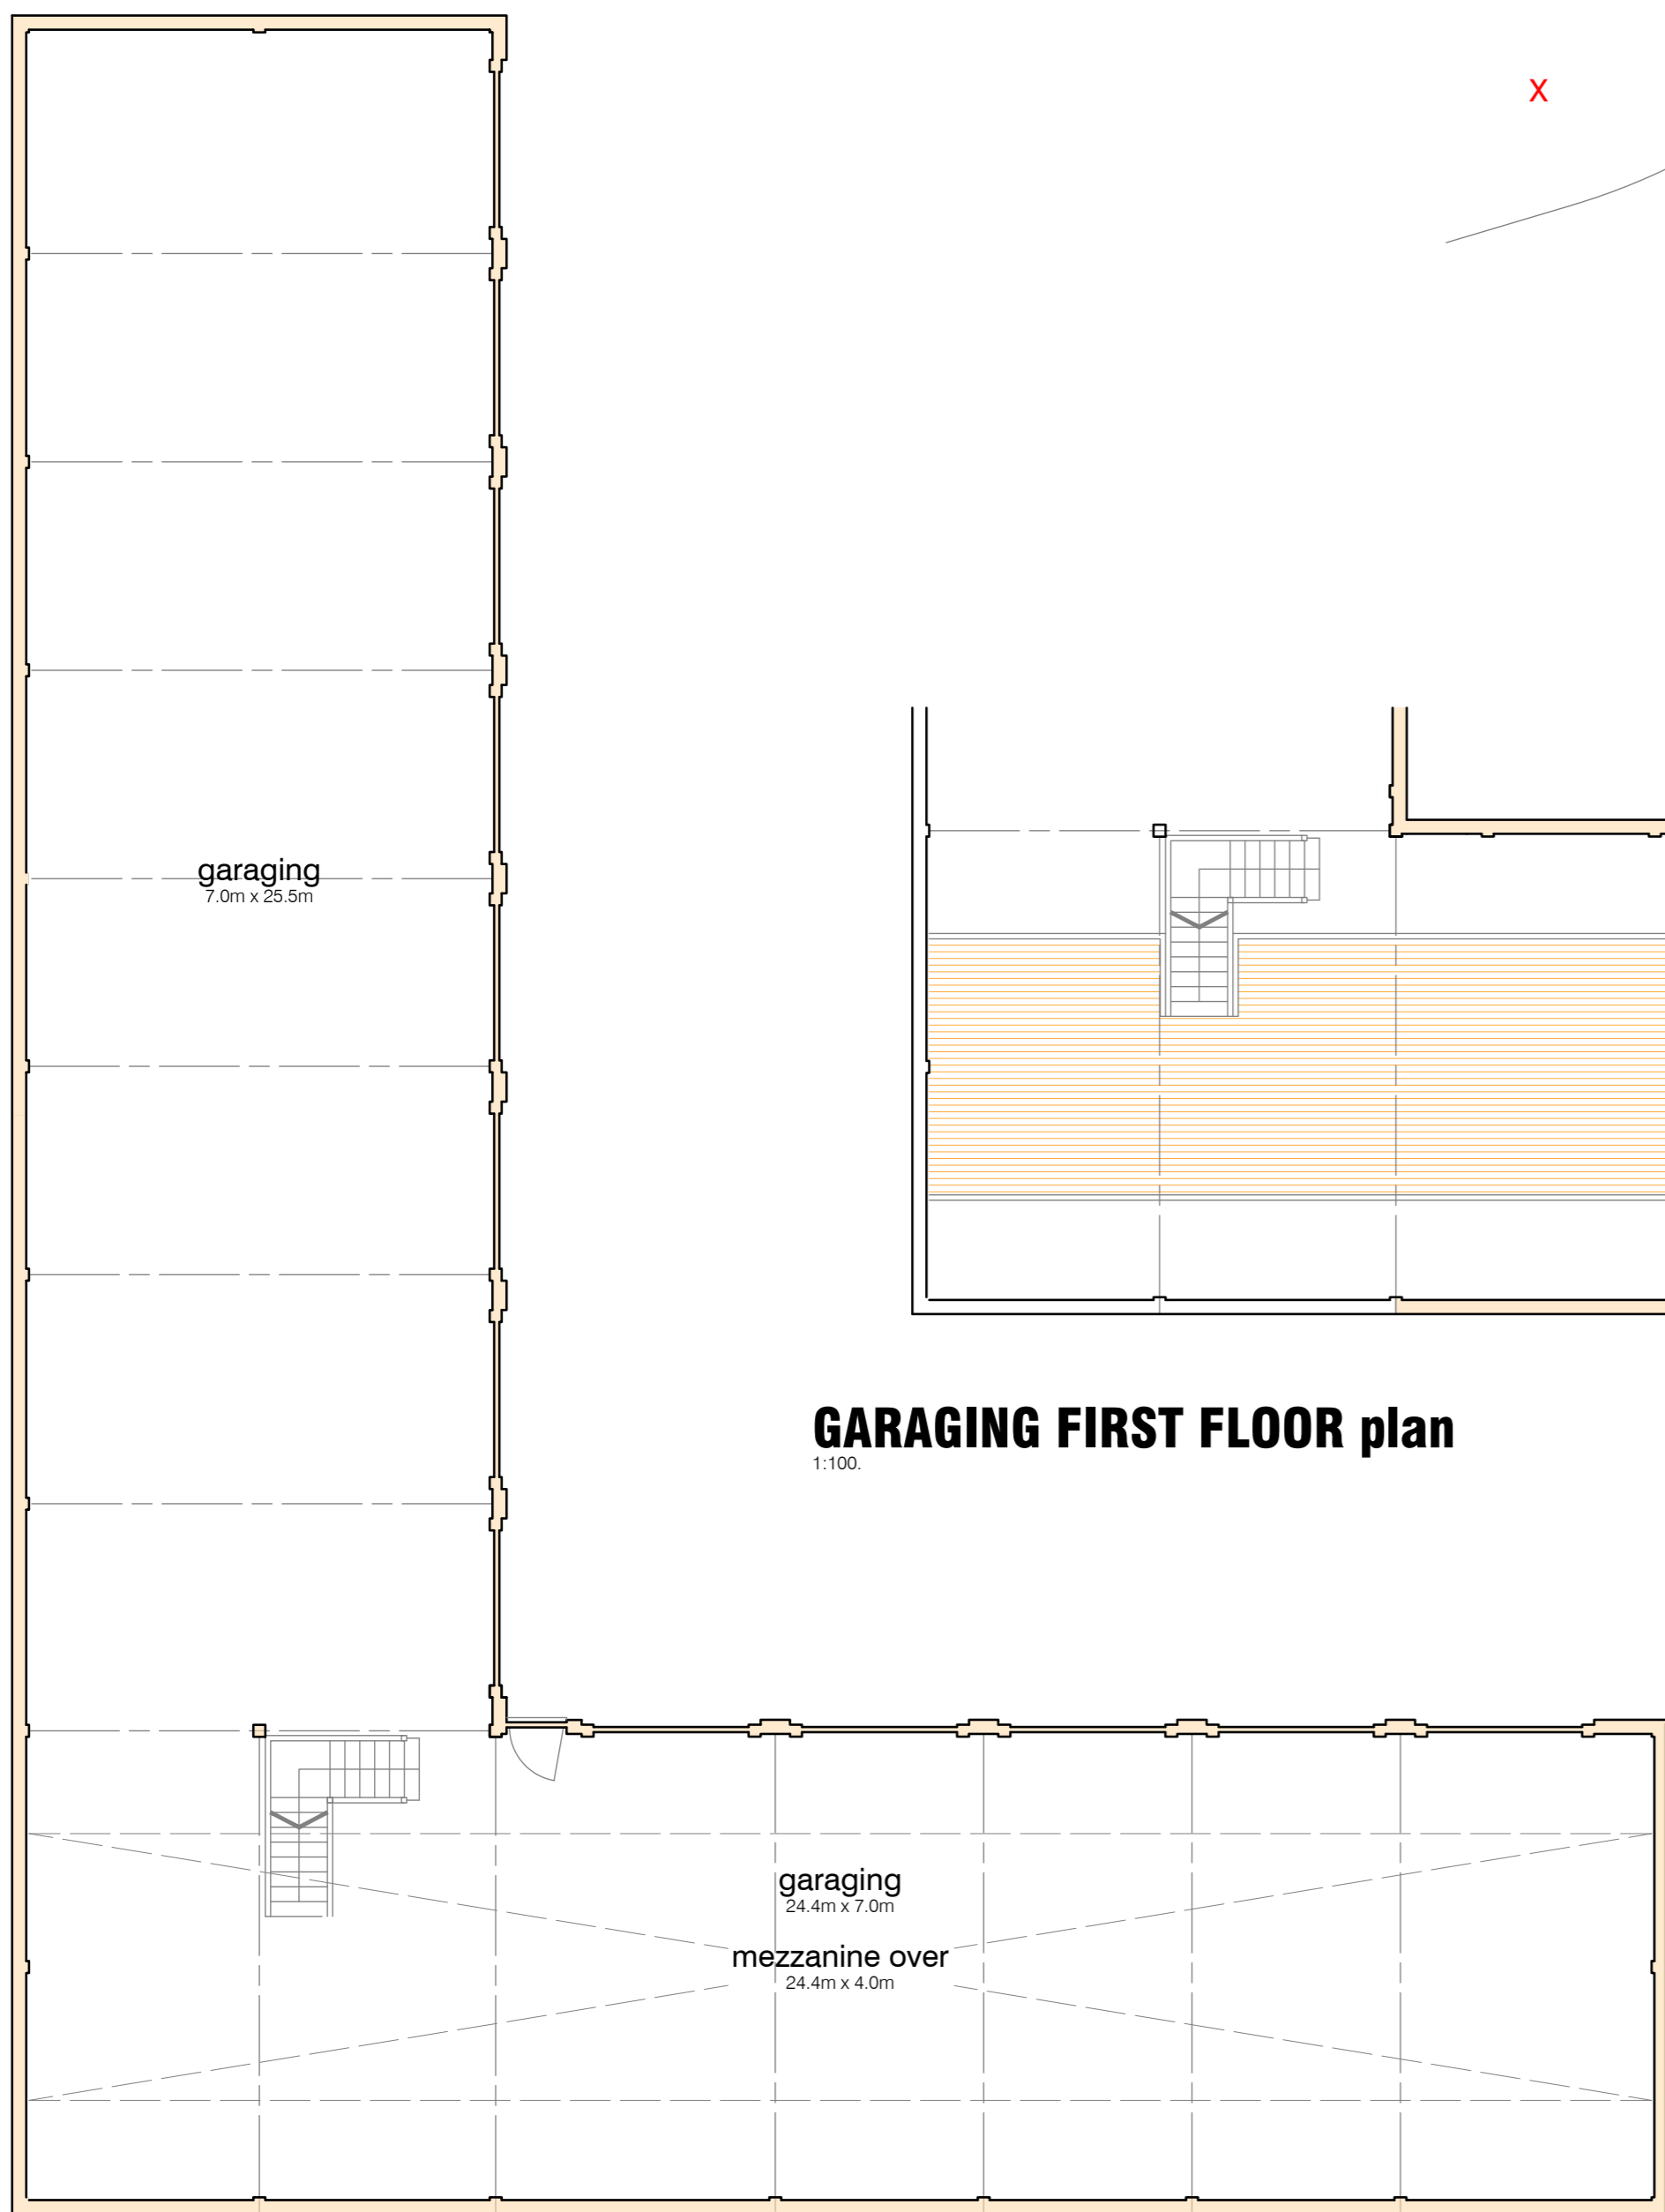 X
garaging
7.0m x 25.5m
GARAGING FIRST FLOOR plan
1:100.
garaging
24.4m x 7.0m
mezzanine over
24.4m x 4.0m